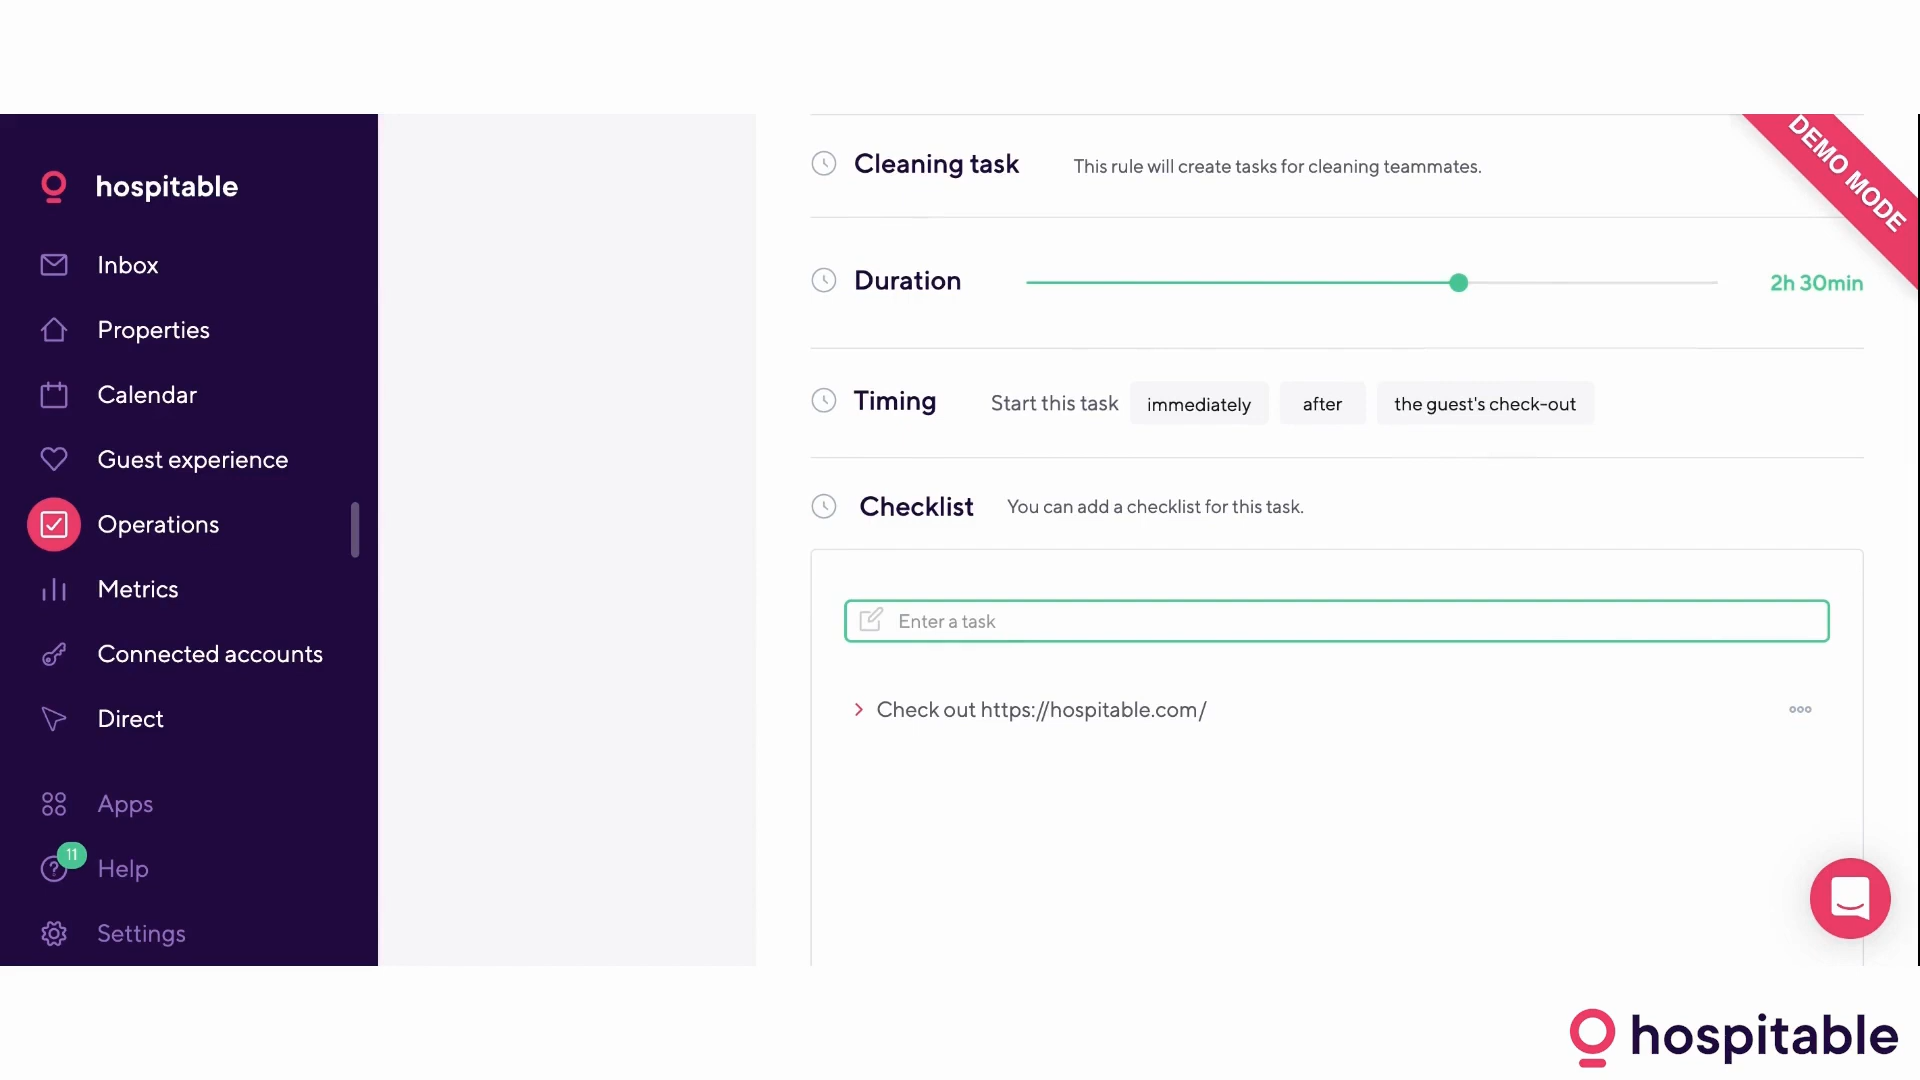 hospitable
Inbox
Properties
Calendar
Guest experience
Operations
Metrics
Connected accounts
Direct
Apps
11
Help
Settings
Cleaning task This rule will create tasks for cleaning teammates.
DEMO MODE
Duration 2h 30min
Timing Start this task immediately after the guest's check-out
Checklist You can add a checklist for this task.
Enter a task
Check out https://hospitable.com/
hospitable